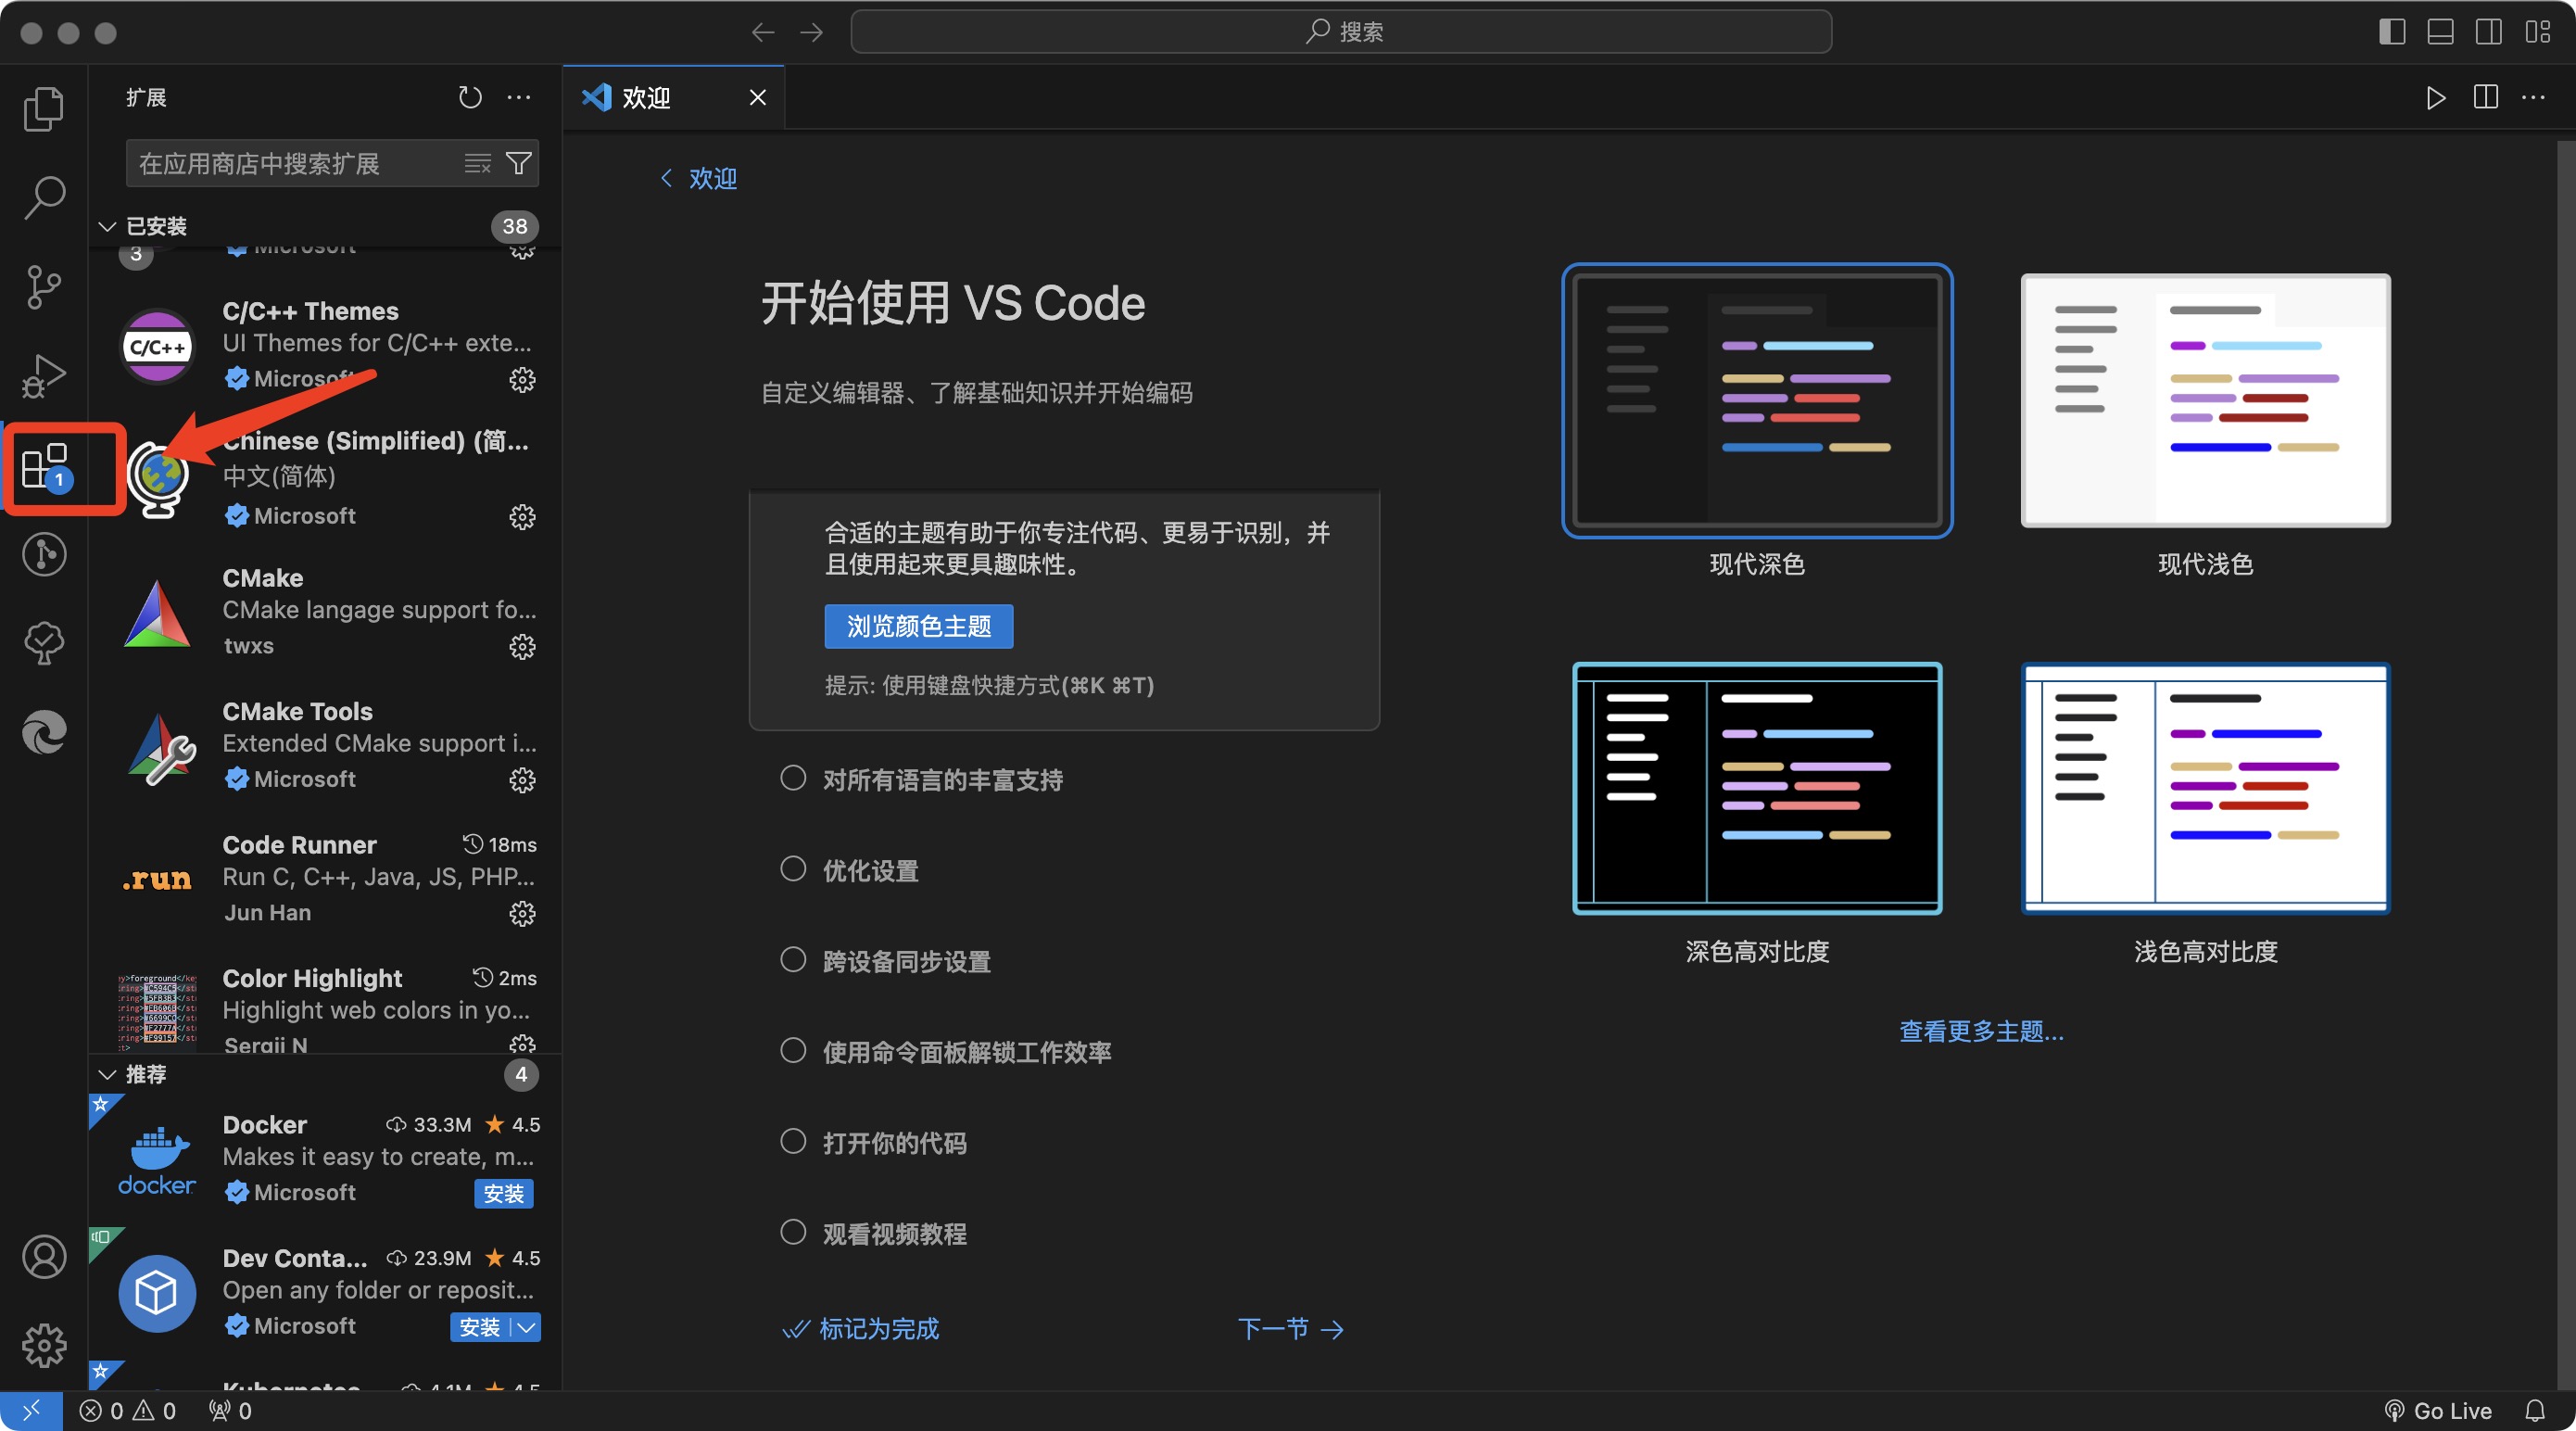 搜索
扩展
欢迎
在应用商店中搜索扩展
已安装
38
3
Microsoft
C/C++
C/C++ Themes
UI Themes for C/C++ exte...
Microsoft
Chinese (Simplified) (简...
中文(简体)
Microsoft
1
CMake
CMake langage support fo...
twxs
CMake Tools
Extended CMake support i...
Microsoft
.run
Code Runner
18ms
Run C, C++, Java, JS, PHP...
Jun Han
Color Highlight
2ms
Highlight web colors in yo...
Sergii N
推荐
4
docker
Docker
33.3M
4.5
Makes it easy to create, m...
Microsoft
安装
Dev Conta...
23.9M
4.5
Open any folder or reposit...
Microsoft
安装
Kubernetes
4.1M
4.5
欢迎
开始使用 VS Code
自定义编辑器、了解基础知识并开始编码
合适的主题有助于你专注代码、更易于识别，并
且使用起来更具趣味性。
浏览颜色主题
提示: 使用键盘快捷方式(⌘K ⌘T)
对所有语言的丰富支持
优化设置
跨设备同步设置
使用命令面板解锁工作效率
打开你的代码
观看视频教程
标记为完成
下一节
现代深色
现代浅色
深色高对比度
浅色高对比度
查看更多主题...
0
0
0
Go Live